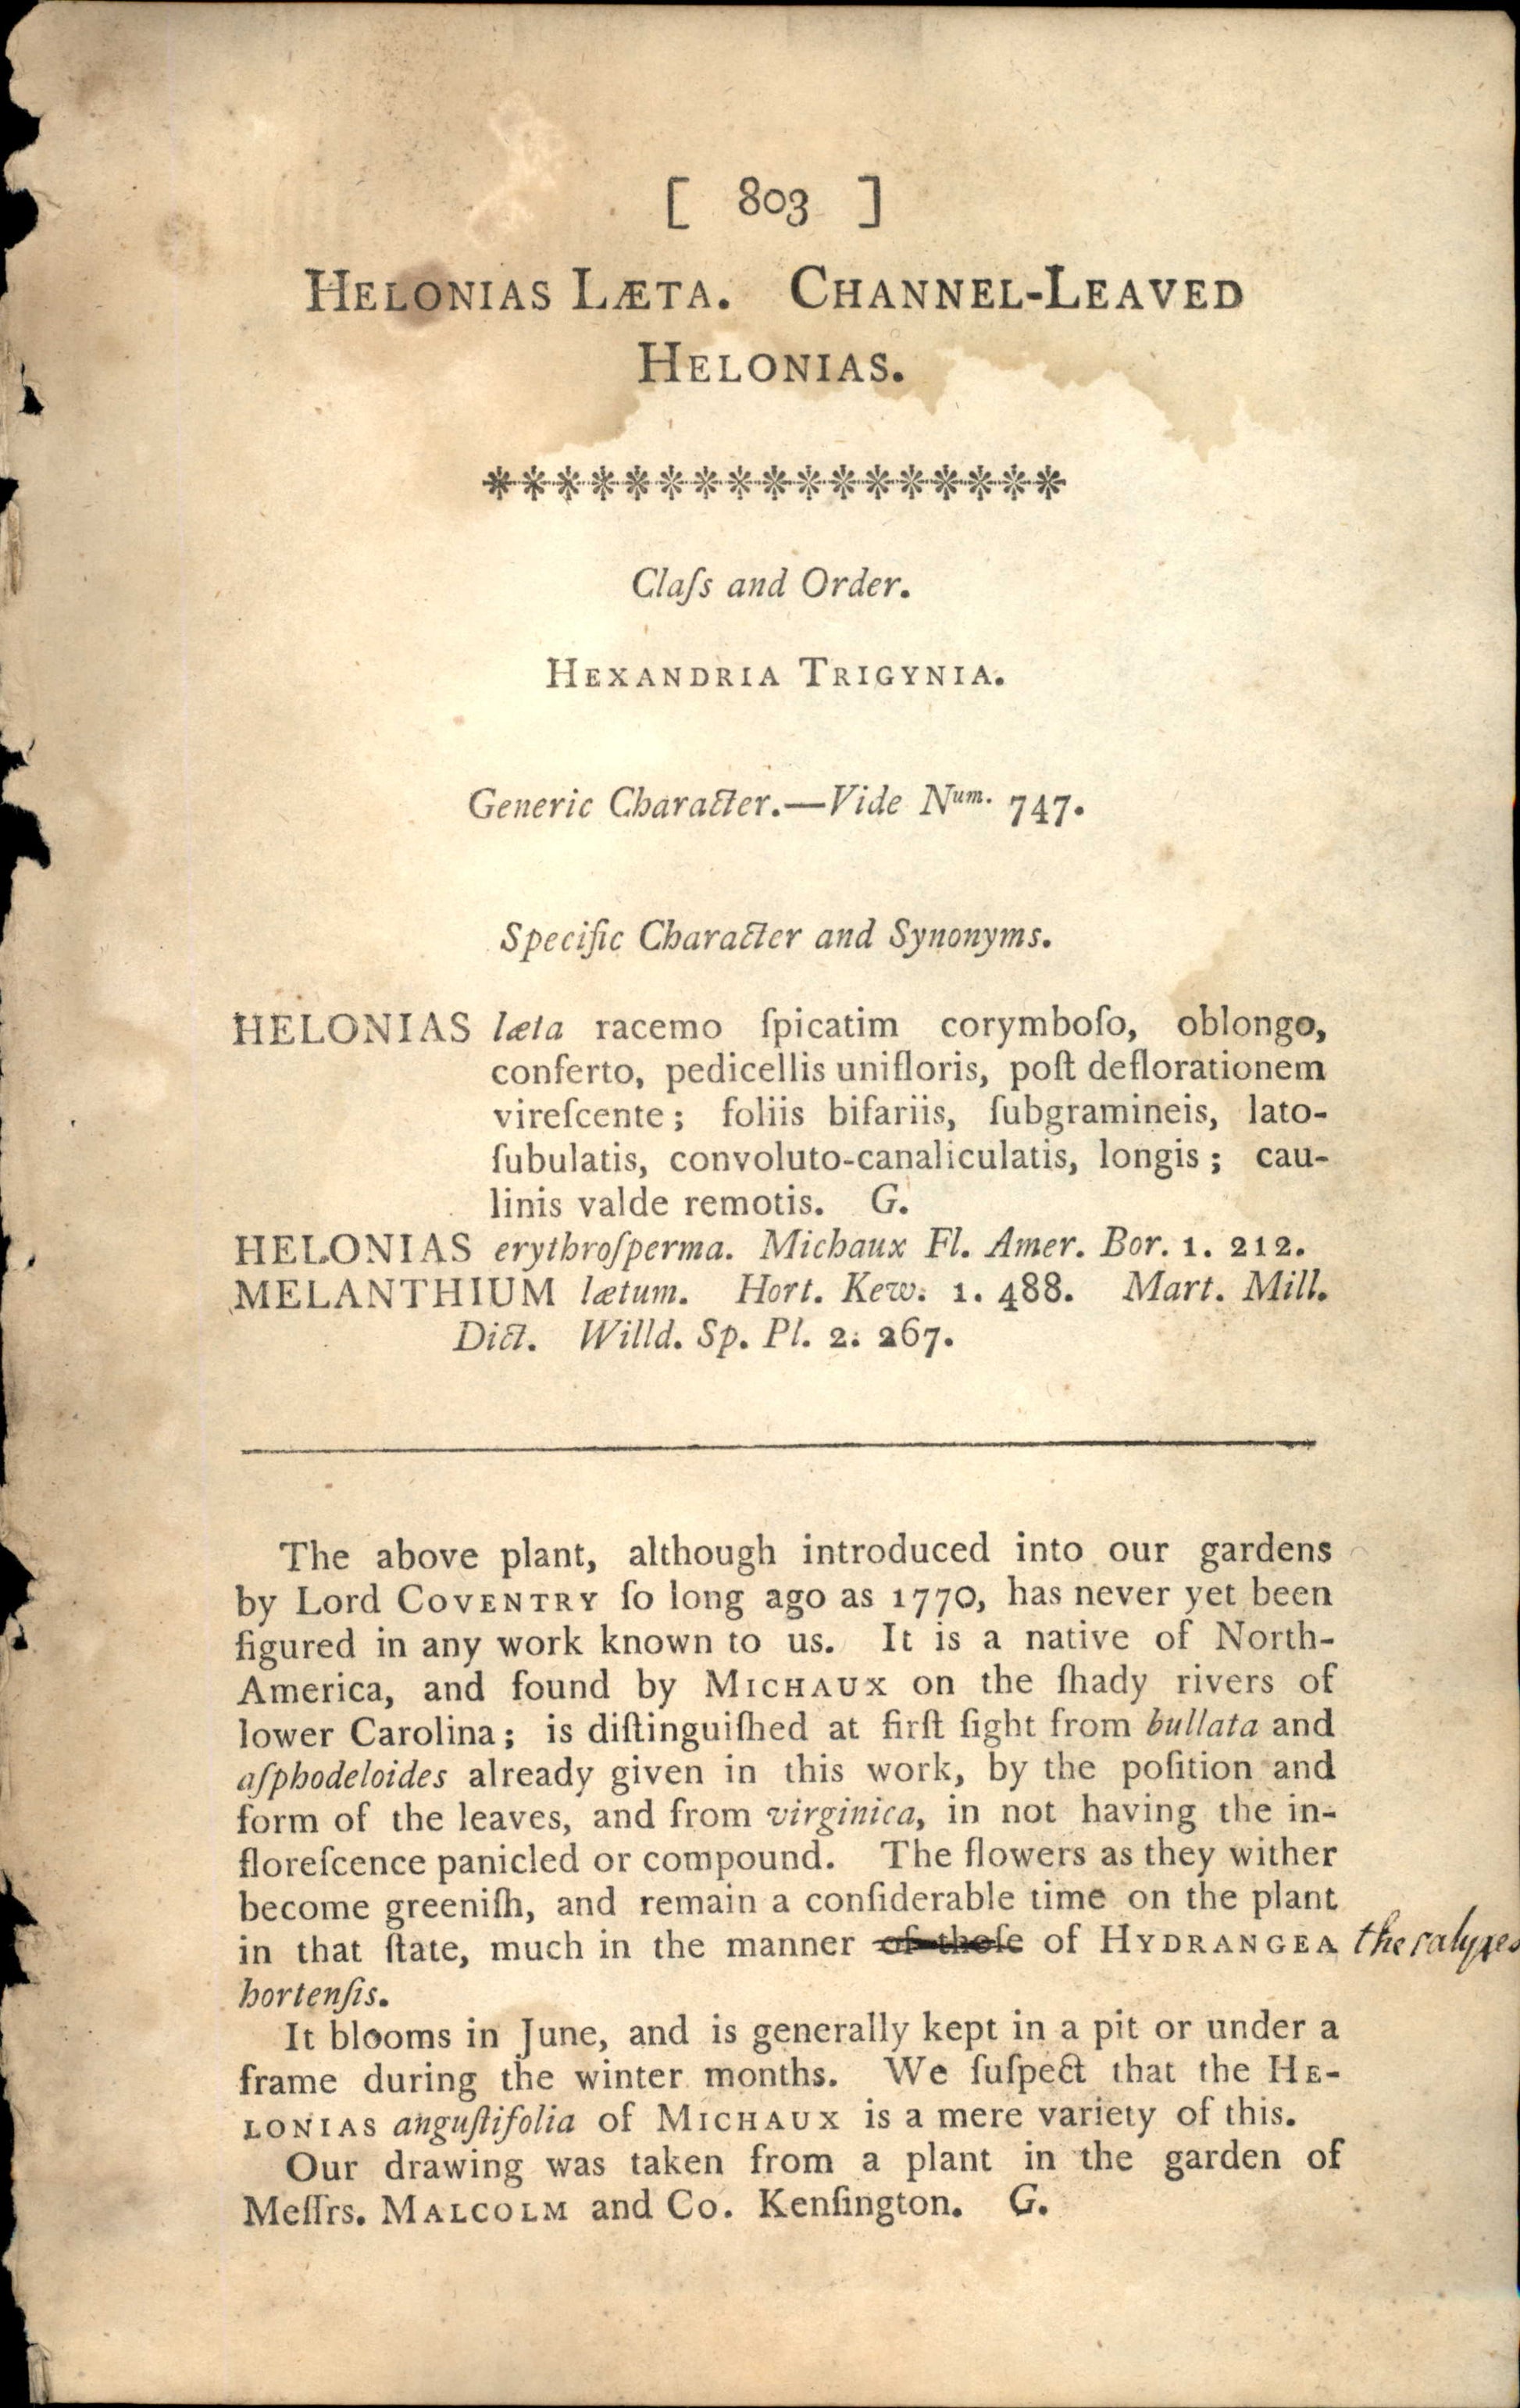 [ 803 ]
HELONIAS LÆTA. CHANNEL-LEAVED
HELONIAS.
Claſs and Order.
HEXANDRIA TRIGYNIA.
Generic Character.—Vide Num. 747.
Specific Character and Synonyms.
HELONIAS læta racemo ſpicatim corymboſo, oblongo,
conferto, pedicellis unifloris, poſt deflorationem
vireſcente; foliis bifariis, ſubgramineis, lato-
ſubulatis, convoluto-canaliculatis, longis; cau-
linis valde remotis. G.
HELONIAS erythroſperma. Michaux Fl. Amer. Bor. 1. 212.
MELANTHIUM lætum. Hort. Kew. 1. 488. Mart. Mill.
Dict. Willd. Sp. Pl. 2. 267.
The above plant, although introduced into our gardens
by Lord COVENTRY ſo long ago as 1770, has never yet been
figured in any work known to us. It is a native of North-
America, and found by MICHAUX on the ſhady rivers of
lower Carolina; is diſtinguiſhed at firſt ſight from bullata and
aſphodeloides already given in this work, by the poſition and
form of the leaves, and from virginica, in not having the in-
floreſcence panicled or compound. The flowers as they wither
become greeniſh, and remain a conſiderable time on the plant
in that ſtate, much in the manner of thoſe of HYDRANGEA the calyxes
hortenſis.
It blooms in June, and is generally kept in a pit or under a
frame during the winter months. We ſuſpect that the HE-
LONIAS anguſtifolia of MICHAUX is a mere variety of this.
Our drawing was taken from a plant in the garden of
Meſſrs. MALCOLM and Co. Kenſington. G.